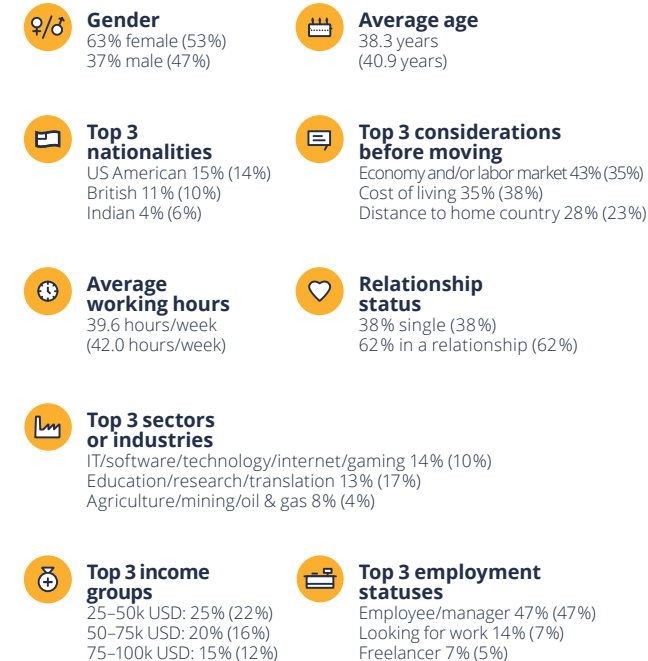 Gender
63% female (53%)
37% male (47%)
Average age
38.3 years
(40.9 years)
Top 3
nationalities
US American 15% (14%)
British 11% (10%)
Indian 4% (6%)
Top 3 considerations
before moving
Economy and/or labor market 43% (35%)
Cost of living 35% (38%)
Distance to home country 28% (23%)
Average
working hours
39.6 hours/week
(42.0 hours/week)
Relationship
status
38% single (38%)
62% in a relationship (62%)
Top 3 sectors
or industries
IT/software/technology/internet/gaming 14% (10%)
Education/research/translation 13% (17%)
Agriculture/mining/oil & gas 8% (4%)
Top 3 income
groups
25–50k USD: 25% (22%)
50–75k USD: 20% (16%)
75–100k USD: 15% (12%)
Top 3 employment
statuses
Employee/manager 47% (47%)
Looking for work 14% (7%)
Freelancer 7% (5%)